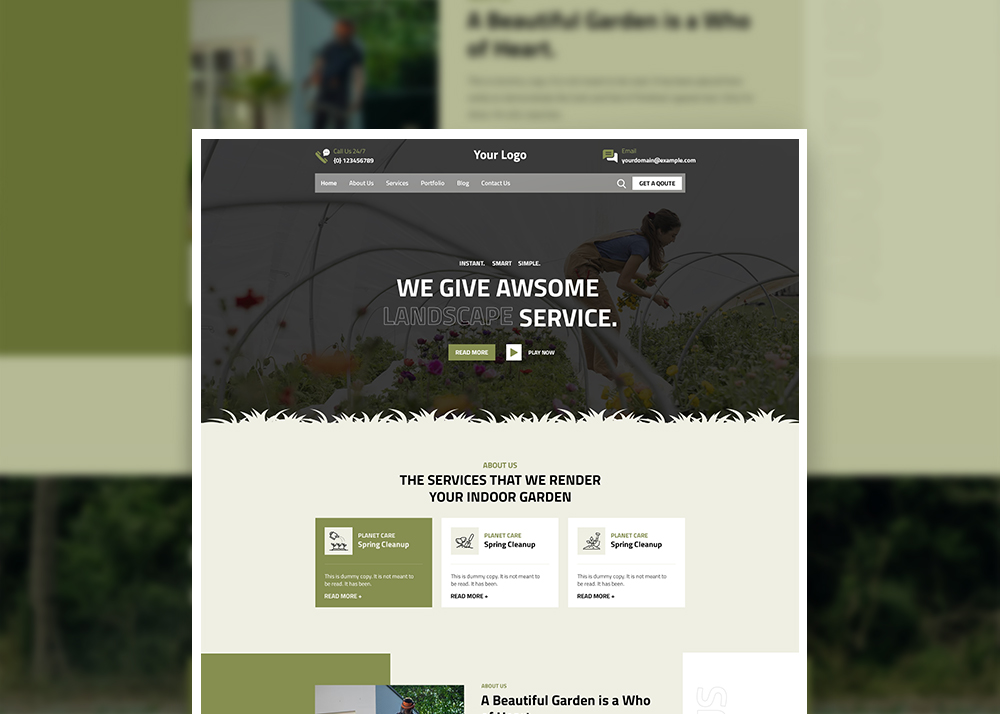 A Beautiful Garden is a Who
of Heart.
Call Us 24/7
(0) 123456789
Your Logo
Email
yourdomain@example.com
Home About Us Services Portfolio Blog Contact Us
GET A QOUTE
INSTANT. SMART SIMPLE.
WE GIVE AWSOME
LANDSCAPE SERVICE.
READ MORE PLAY NOW
ABOUT US
THE SERVICES THAT WE RENDER
YOUR INDOOR GARDEN
PLANET CARE
Spring Cleanup
This is dummy copy. It is not meant to
be read. It has been.
READ MORE +
PLANET CARE
Spring Cleanup
This is dummy copy. It is not meant to
be read. It has been.
READ MORE +
PLANET CARE
Spring Cleanup
This is dummy copy. It is not meant to
be read. It has been.
READ MORE +
ABOUT US
A Beautiful Garden is a Who